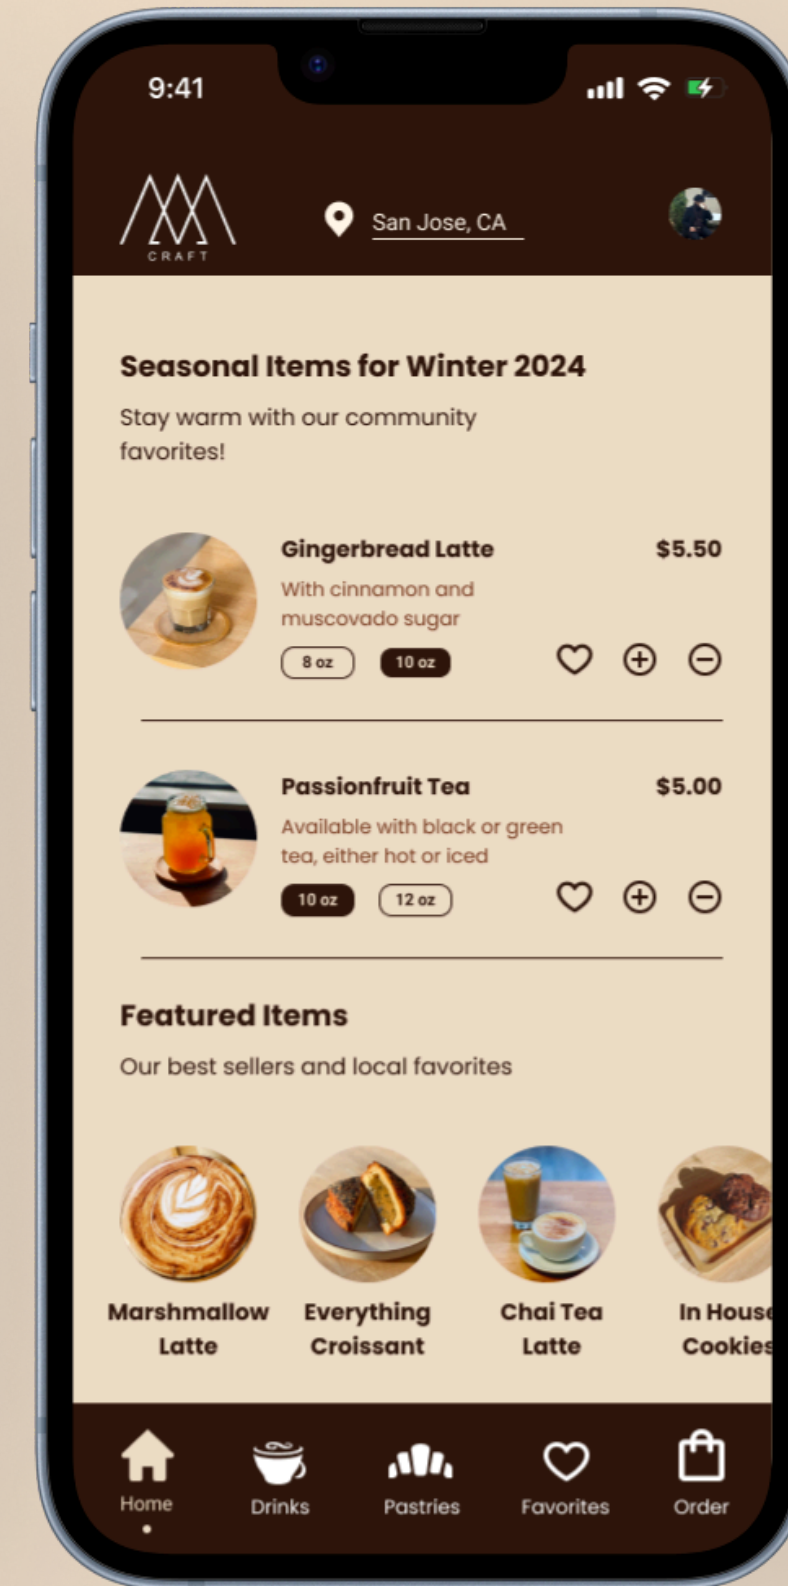 9:41
CRAFT
San Jose, CA
Seasonal Items for Winter 2024
Stay warm with our community
favorites!
Gingerbread Latte
$5.50
With cinnamon and
muscovado sugar
8 oz
10 oz
Passionfruit Tea
$5.00
Available with black or green
tea, either hot or iced
10 oz
12 oz
Featured Items
Our best sellers and local favorites
Marshmallow
Latte
Everything
Croissant
Chai Tea
Latte
In House
Cookies
Home
Drinks
Pastries
Favorites
Order